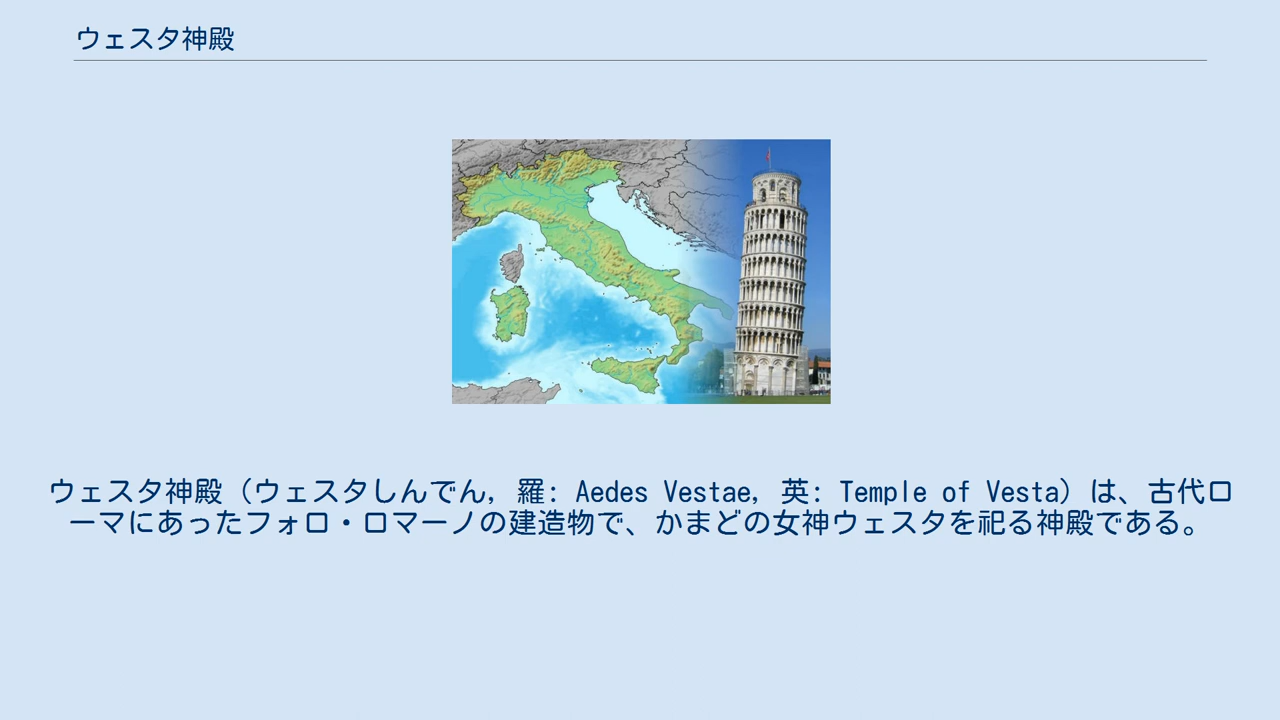 ウェスタ神殿
ウェスタ神殿（ウェスタしんでん, 羅: Aedes Vestae, 英: Temple of Vesta）は、古代ロ
ーマにあったフォロ・ロマーノの建造物で、かまどの女神ウェスタを祀る神殿である。